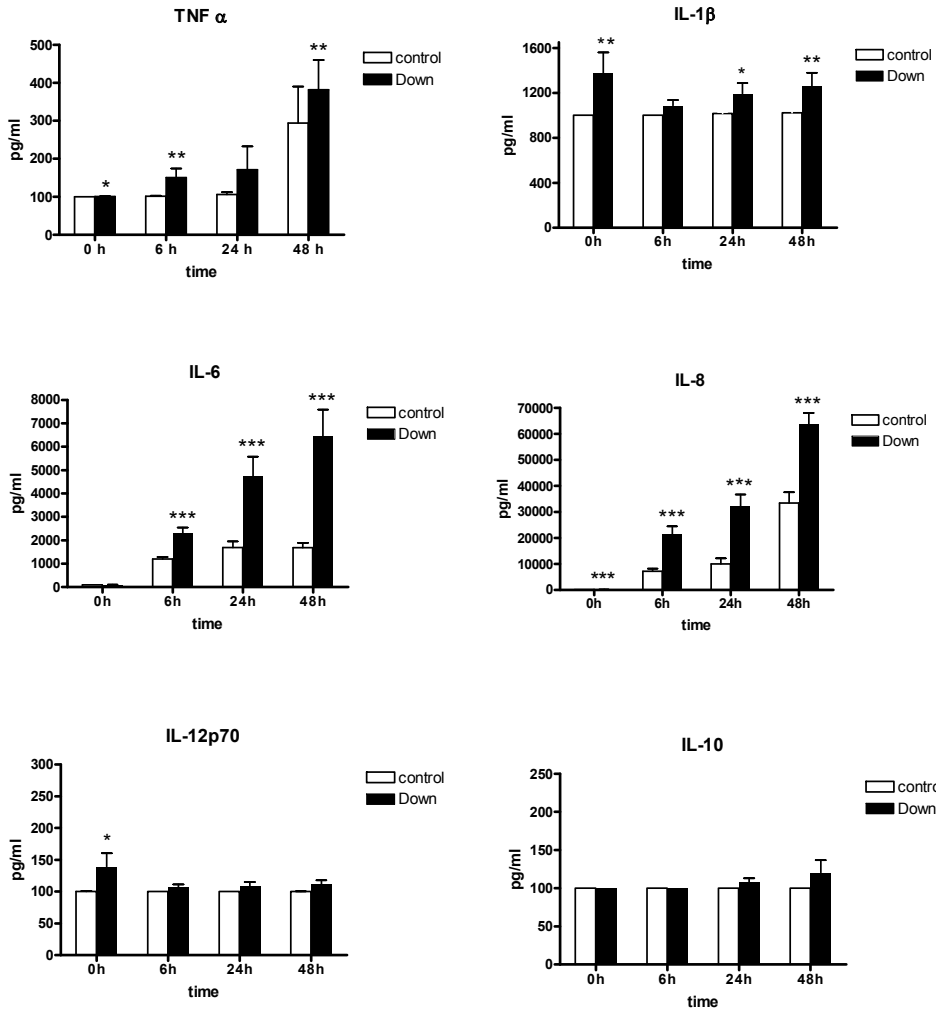 TNF α
500
400
300
200
100
0
pg/ml
*
**
**
0 h
6 h
24 h
48 h
time
control
Down
IL-1β
1600
1200
800
400
0
pg/ml
**
*
**
0h
6h
24h
48h
time
control
Down
IL-6
8000
7000
6000
5000
4000
3000
2000
1000
0
pg/ml
***
***
***
0h
6h
24h
48h
time
control
Down
IL-8
70000
60000
50000
40000
30000
20000
10000
0
pg/ml
***
***
***
***
0h
6h
24h
48h
time
control
Down
IL-12p70
300
250
200
150
100
50
0
pg/ml
*
0h
6h
24h
48h
time
control
Down
IL-10
250
200
150
100
50
0
pg/ml
0h
6h
24h
48h
time
contro
Down